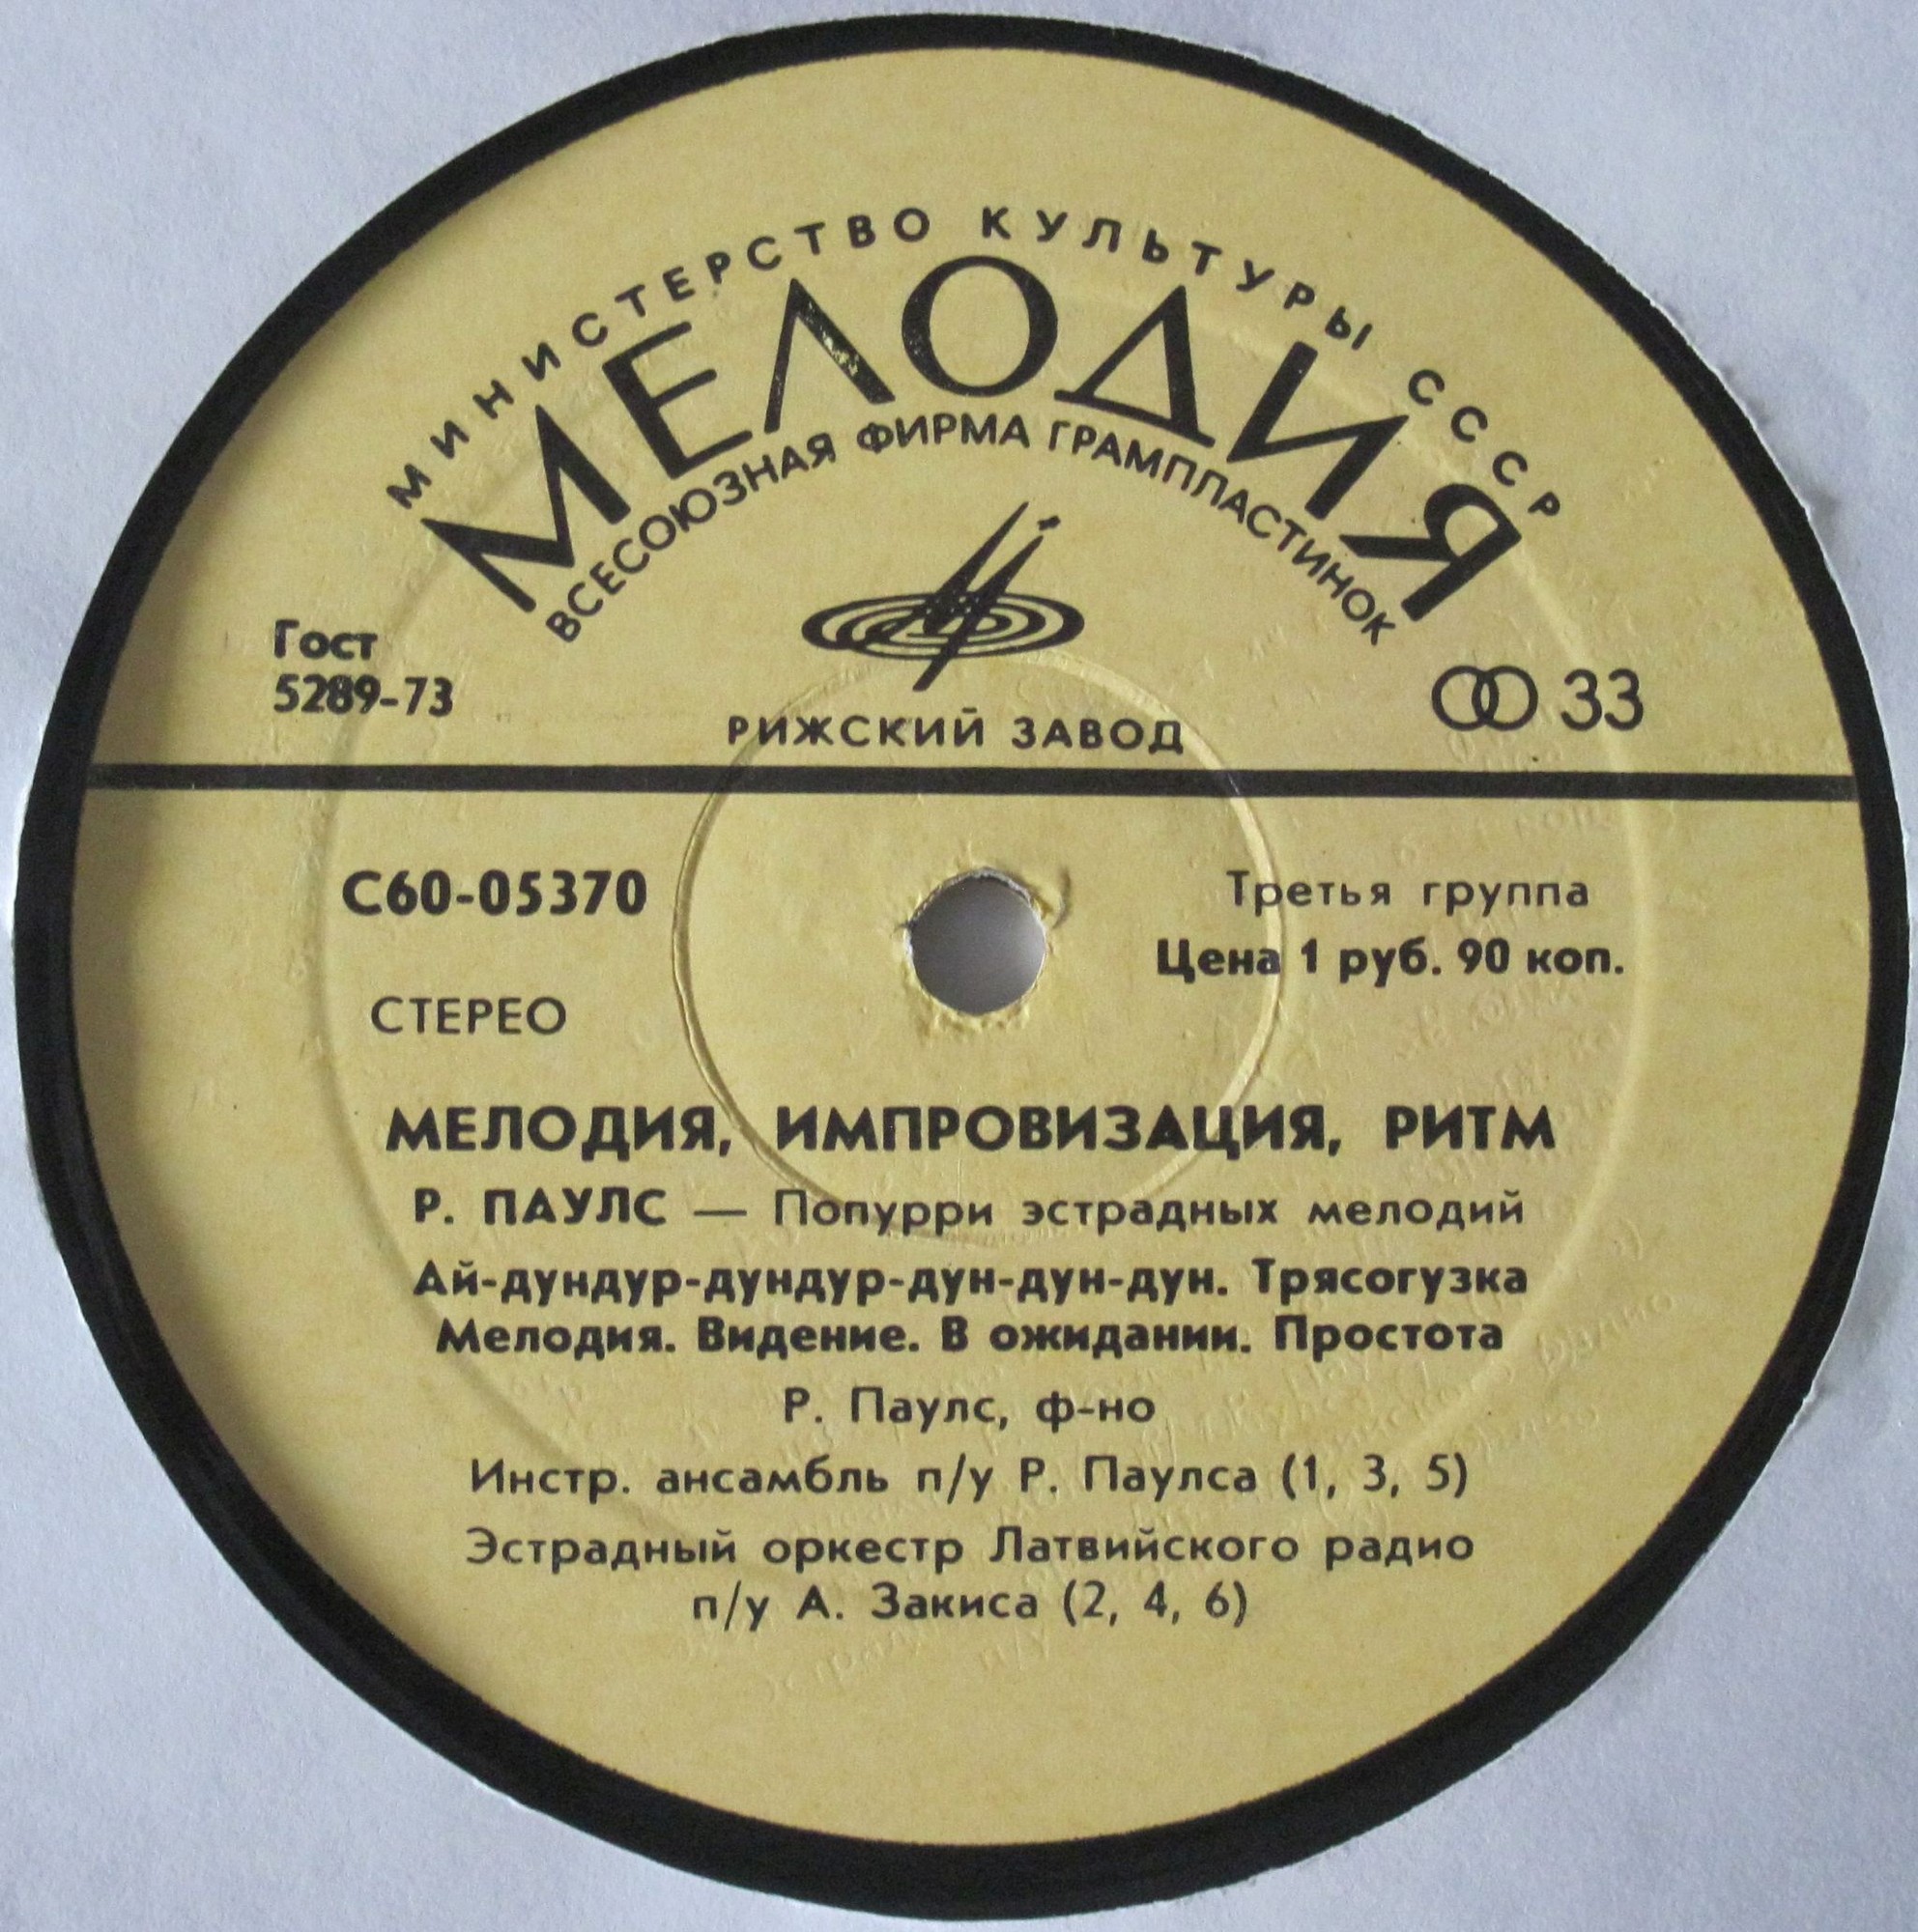 МИНИСТЕРСТВО КУЛЬТУРЫ СССР
МЕЛОДИЯ
ВСЕСОЮЗНАЯ ФИРМА ГРАМПЛАСТИНОК
Гост
5289-73
33
РИЖСКИЙ ЗАВОД
С60-05370
Третья группа
Цена 1 руб. 90 коп.
СТЕРЕО
МЕЛОДИЯ, ИМПРОВИЗАЦИЯ, РИТМ
Р. ПАУЛС — Попурри эстрадных мелодий
Ай-дундур-дундур-дун-дун-дун. Трясогузка
Мелодия. Видение. В ожидании. Простота
Р. Паулс, ф-но
Инстр. ансамбль п/у Р. Паулса (1, 3, 5)
Эстрадный оркестр Латвийского радио
п/у А. Закиса (2, 4, 6)